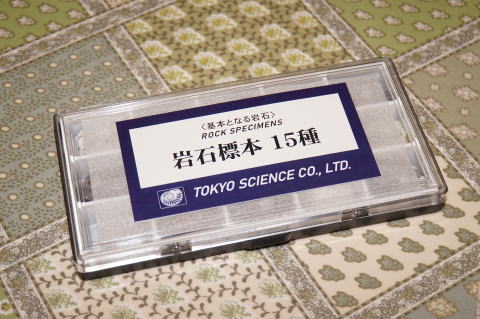 〈基本となる岩石〉
ROCK SPECIMENS
岩石標本 15種
TOKYO SCIENCE CO., LTD.